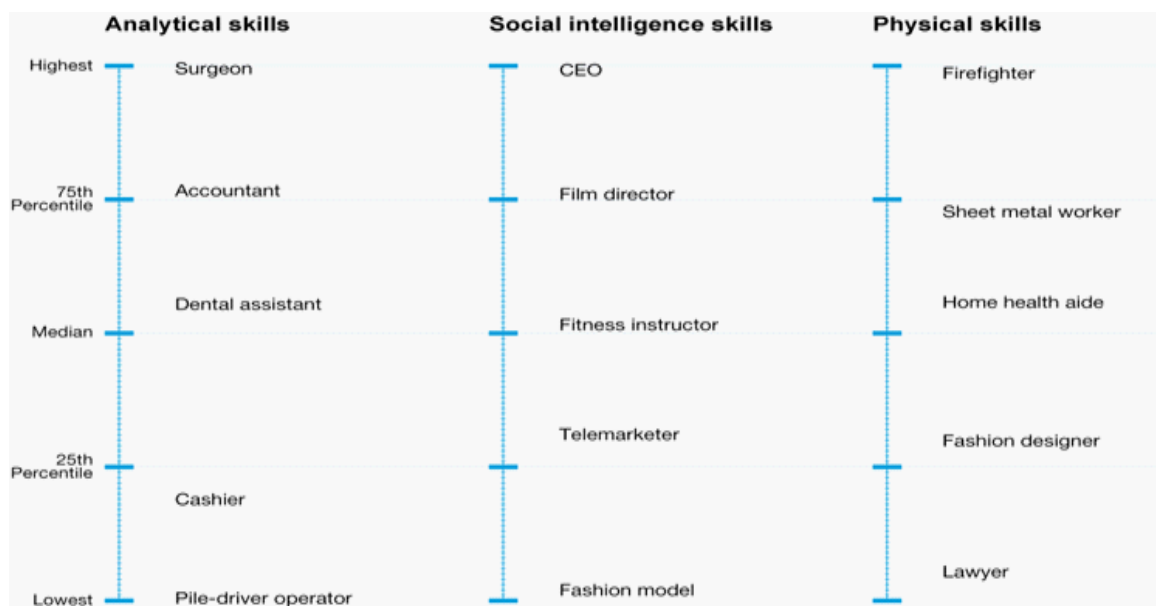 Analytical skills Social intelligence skills Physical skills
Highest Surgeon CEO Firefighter
75th
Percentile Accountant Film director Sheet metal worker
Dental assistant Home health aide
Median Fitness instructor
Telemarketer Fashion designer
25th
Percentile
Cashier
Lawyer
Lowest Pile-driver operator Fashion model